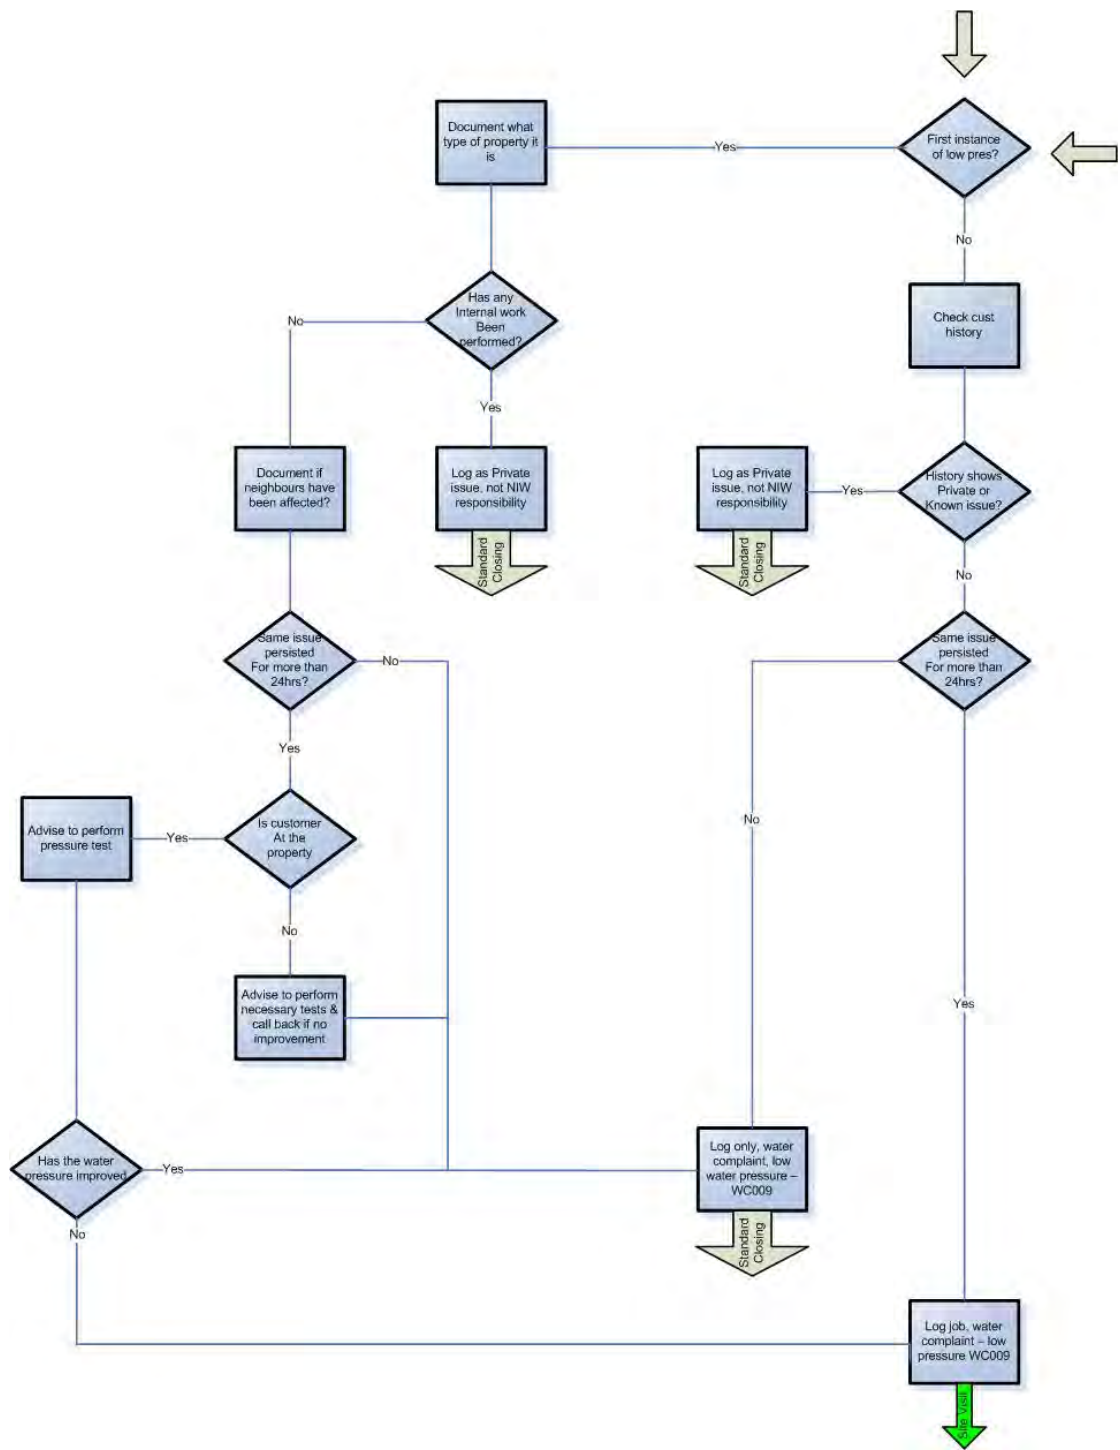 Document what
type of property it
is
Yes
First instance
of low pres?
No
Has any
Internal work
Been
performed?
No
Check cust
history
Yes
Document if
neighbours have
been affected?
Log as Private
issue, not NIW
responsibility
Log as Private
issue, not NIW
responsibility
Yes
History shows
Private or
Known issue?
Standard
Closing
Standard
Closing
No
Same issue
persisted
For more than
24hrs?
No
Same issue
persisted
For more than
24hrs?
Yes
Advise to perform
pressure test
Yes
Is customer
At the
property
No
No
Advise to perform
necessary tests &
call back if no
improvement
Yes
Has the water
pressure improved
Yes
Log only, water
complaint, low
water pressure –
WC009
Standard
Closing
No
Log job, water
complaint – low
pressure WC009
Site Visit